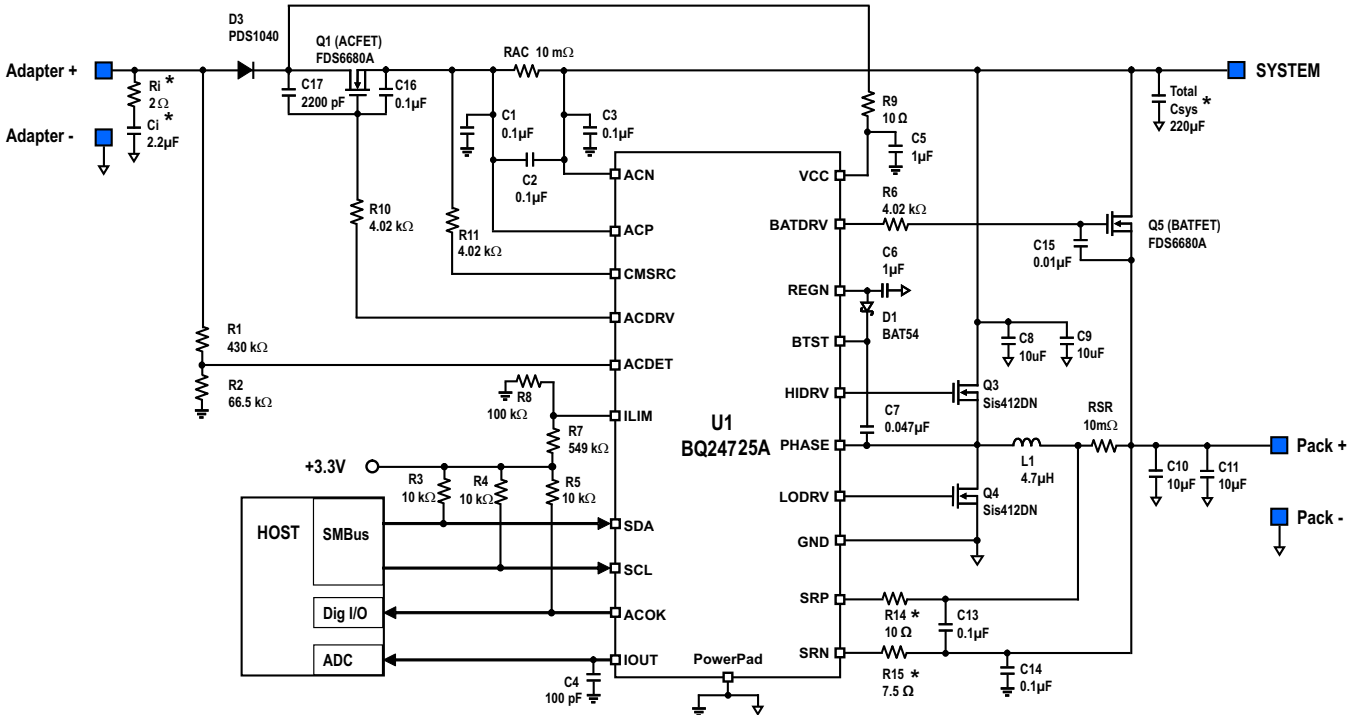 D3
PDS1040
Q1 (ACFET)
FDS6680A
RAC 10 mΩ
Adapter +
SYSTEM
Ri *
2 Ω
Ci *
2.2µF
C17
2200 pF
C16
0.1µF
R9
10 Ω
Total
Csys *
220µF
Adapter -
C1
0.1µF
C3
0.1µF
C5
1µF
C2
0.1µF
ACN
VCC
R10
4.02 kΩ
R11
4.02 kΩ
ACP
BATDRV
R6
4.02 kΩ
Q5 (BATFET)
FDS6680A
C15
0.01µF
CMSRC
REGN
C6
1µF
ACDRV
D1
BAT54
R1
430 kΩ
BTST
C8
10uF
C9
10uF
ACDET
R2
66.5 kΩ
R8
100 kΩ
HIDRV
Q3
Sis412DN
ILIM
U1
BQ24725A
C7
0.047µF
RSR
10mΩ
R7
549 kΩ
PHASE
L1
4.7µH
Pack +
+3.3V
C10
10µF
C11
10µF
R3
10 kΩ
R4
10 kΩ
R5
10 kΩ
LODRV
Q4
Sis412DN
Pack -
HOST
SMBus
SDA
GND
SCL
SRP
R14 *
10 Ω
C13
0.1µF
Dig I/O
ACOK
ADC
IOUT
PowerPad
SRN
R15 *
7.5 Ω
C14
0.1µF
C4
100 pF